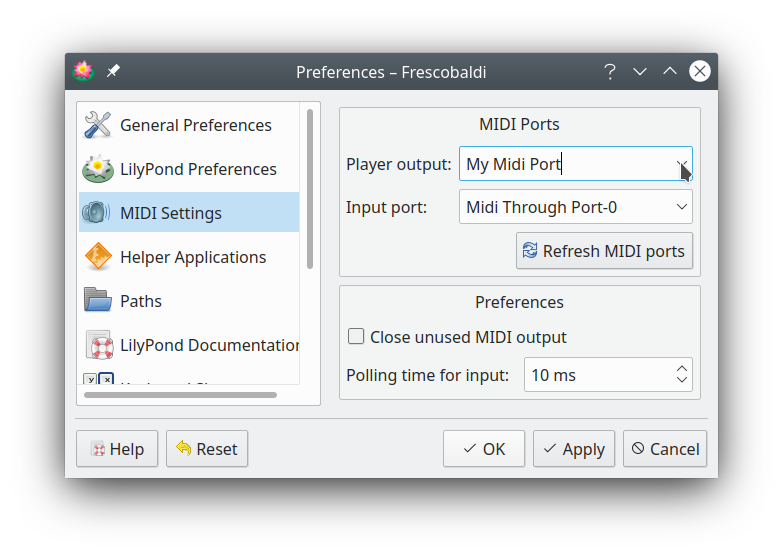 Preferences – Frescobaldi
General Preferences
LilyPond Preferences
MIDI Settings
Helper Applications
Paths
LilyPond Documentation
MIDI Ports
Player output: My Midi Port
Input port: Midi Through Port-0
Refresh MIDI ports
Preferences
Close unused MIDI output
Polling time for input: 10 ms
Help
Reset
OK
Apply
Cancel